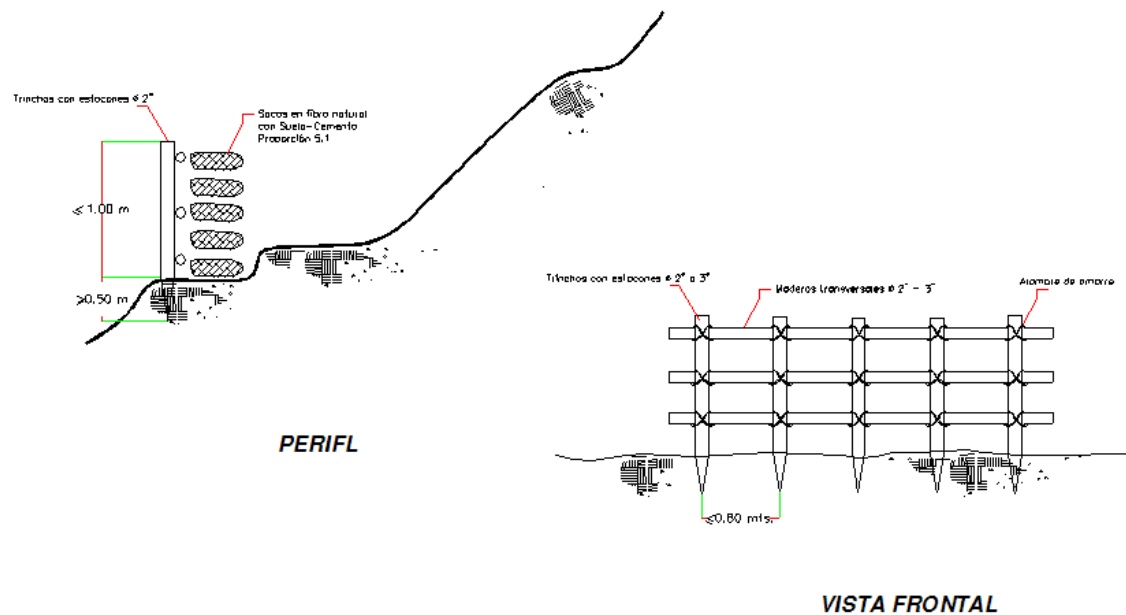 Trinchos con estacones ø 2"
Sacos en fibra natural
con Suelo-Cemento
Proporción 5.1
≤ 1.00 m
≥0.50 m
PERIFL
Trinchos con estacones ø 2" o 3"
Maderos transversales ø 2" - 3"
Alambre de amarre
≤0.80 mts.
VISTA FRONTAL